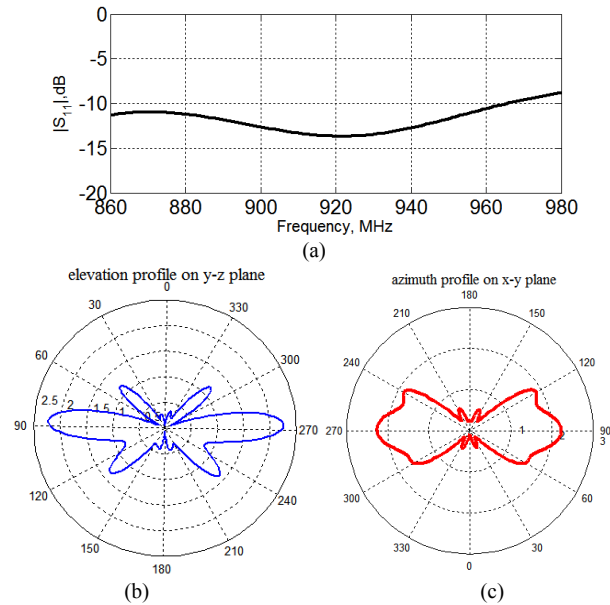 0
-5
-10
-15
-20
|S11|,dB
860 880 900 920 940 960 980
Frequency, MHz
(a)
elevation profile on y-z plane
0
30 330
60 300
2.5 2 1.5 1
90 270
120 240
150 210
180
(b)
azimuth profile on x-y plane
180
210 150
240 120
1 2 90
3
300 60
330 30
0
(c)